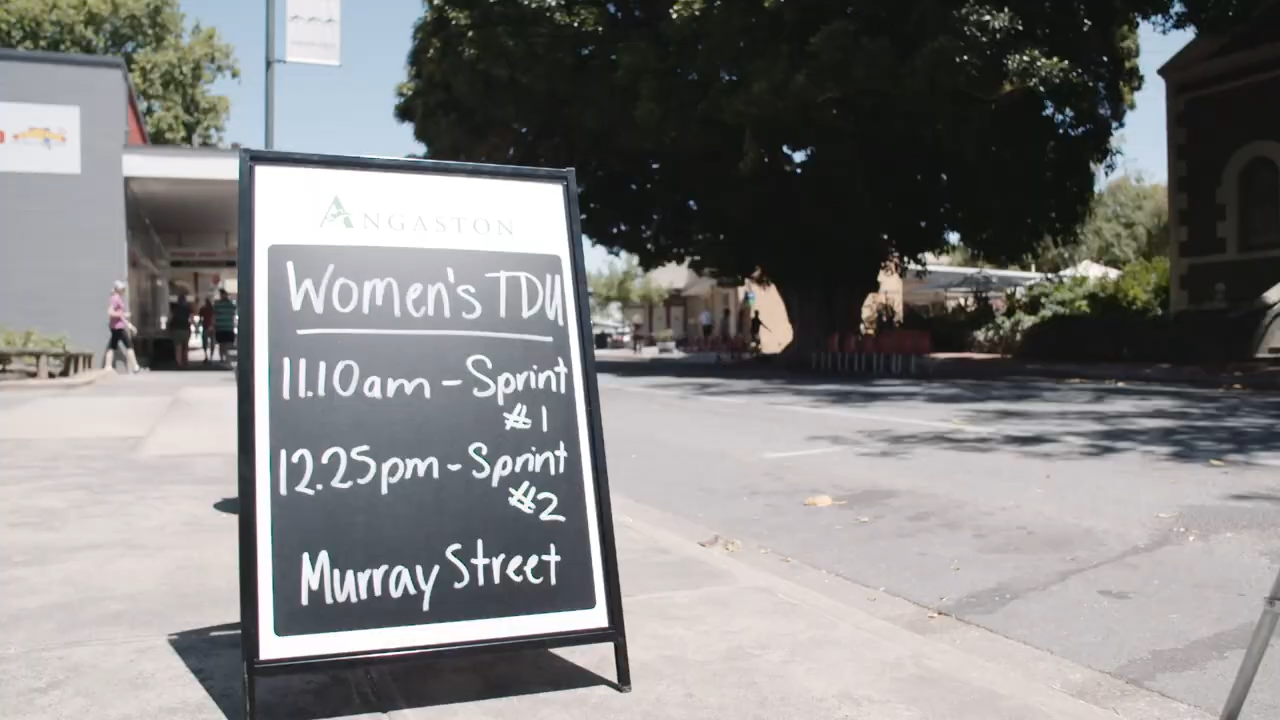 ANGASTON
Women's TDU
11.10am - Sprint
#1
12.25pm - Sprint
#2
Murray Street